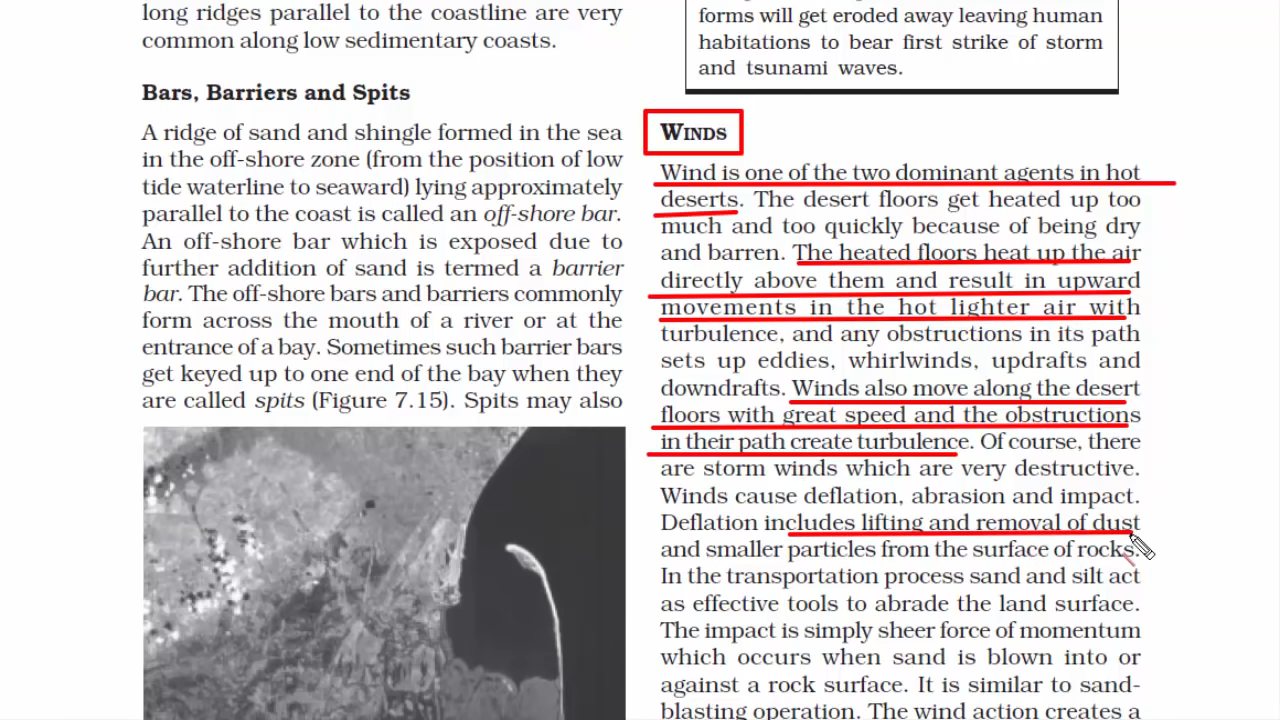 long ridges parallel to the coastline are very
common along low sedimentary coasts.
Bars, Barriers and Spits
A ridge of sand and shingle formed in the sea
in the off-shore zone (from the position of low
tide waterline to seaward) lying approximately
parallel to the coast is called an off-shore bar.
An off-shore bar which is exposed due to
further addition of sand is termed a barrier
bar. The off-shore bars and barriers commonly
form across the mouth of a river or at the
entrance of a bay. Sometimes such barrier bars
get keyed up to one end of the bay when they
are called spits (Figure 7.15). Spits may also
forms will get eroded away leaving human
habitations to bear first strike of storm
and tsunami waves.
WINDS
Wind is one of the two dominant agents in hot
deserts. The desert floors get heated up too
much and too quickly because of being dry
and barren. The heated floors heat up the air
directly above them and result in upward
movements in the hot lighter air with
turbulence, and any obstructions in its path
sets up eddies, whirlwinds, updrafts and
downdrafts. Winds also move along the desert
floors with great speed and the obstructions
in their path create turbulence. Of course, there
are storm winds which are very destructive.
Winds cause deflation, abrasion and impact.
Deflation includes lifting and removal of dust
and smaller particles from the surface of rocks.
In the transportation process sand and silt act
as effective tools to abrade the land surface.
The impact is simply sheer force of momentum
which occurs when sand is blown into or
against a rock surface. It is similar to sand-
blasting operation. The wind action creates a